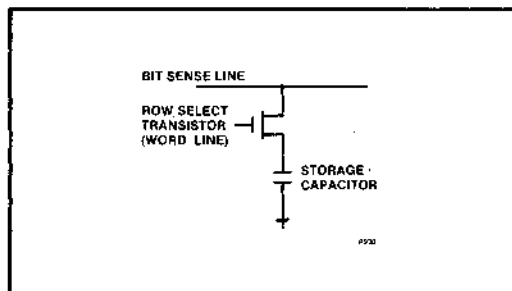 BIT SENSE LINE
ROW SELECT
TRANSISTOR
(WORD LINE)
STORAGE
CAPACITOR